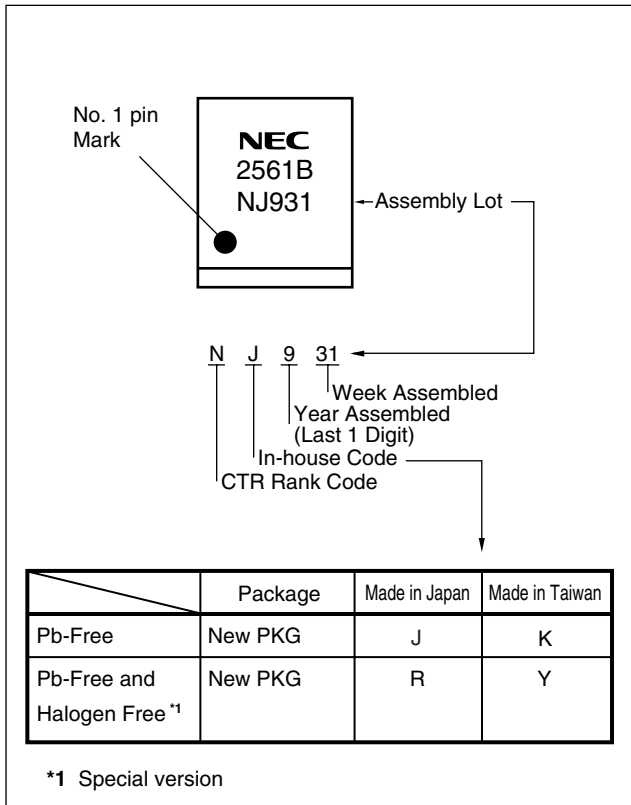 No. 1 pin
Mark
NEC
2561B
NJ931
Assembly Lot
N J 9 31
Week Assembled
Year Assembled
(Last 1 Digit)
In-house Code
CTR Rank Code
Package Made in Japan Made in Taiwan
Pb-Free New PKG J K
Pb-Free and New PKG R Y
Halogen Free *1
*1 Special version